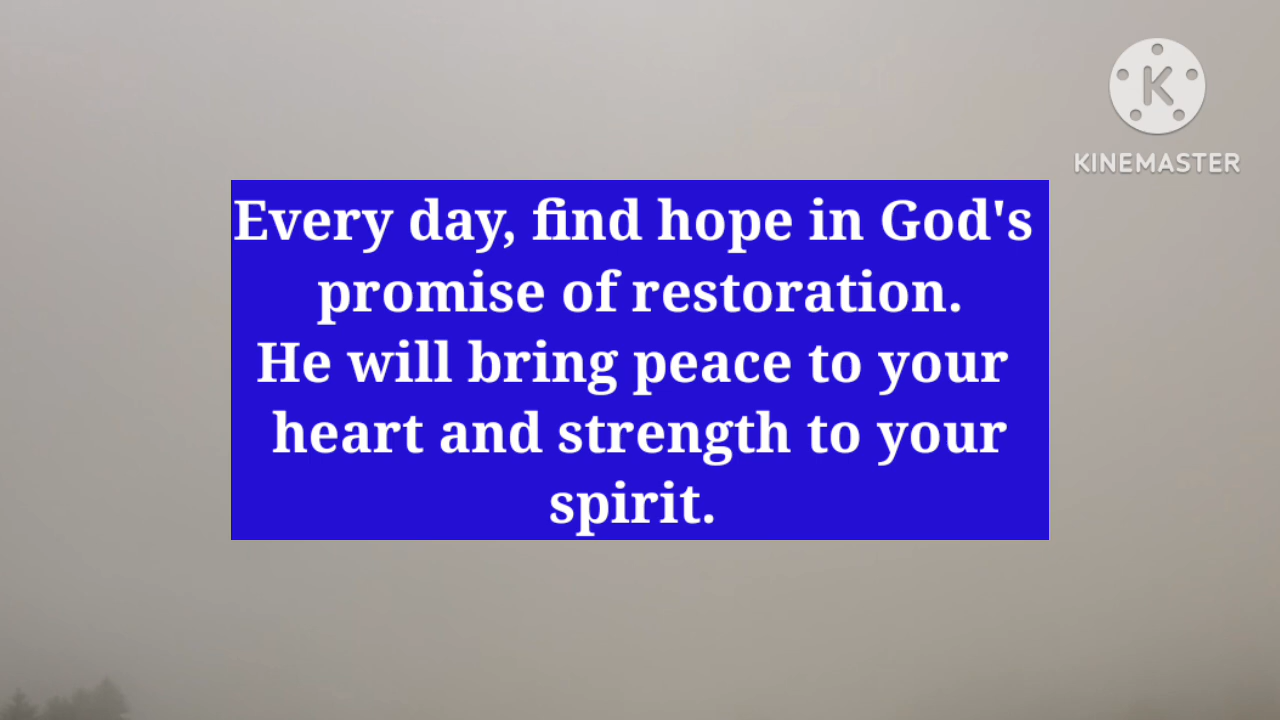 K
KINEMASTER
Every day, find hope in God's
promise of restoration.
He will bring peace to your
heart and strength to your
spirit.